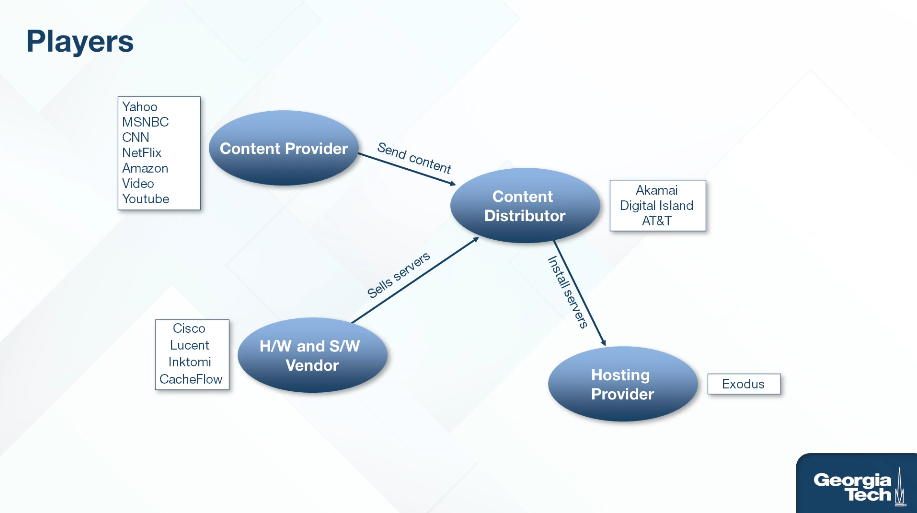 Players
Yahoo
MSNBC
CNN
NetFlix
Amazon
Video
Youtube
Content Provider
Send content
Content
Distributor
Akamai
Digital Island
AT&T
Sells servers
Install servers
Cisco
Lucent
Inktomi
CacheFlow
H/W and S/W
Vendor
Hosting
Provider
Exodus
Georgia
Tech